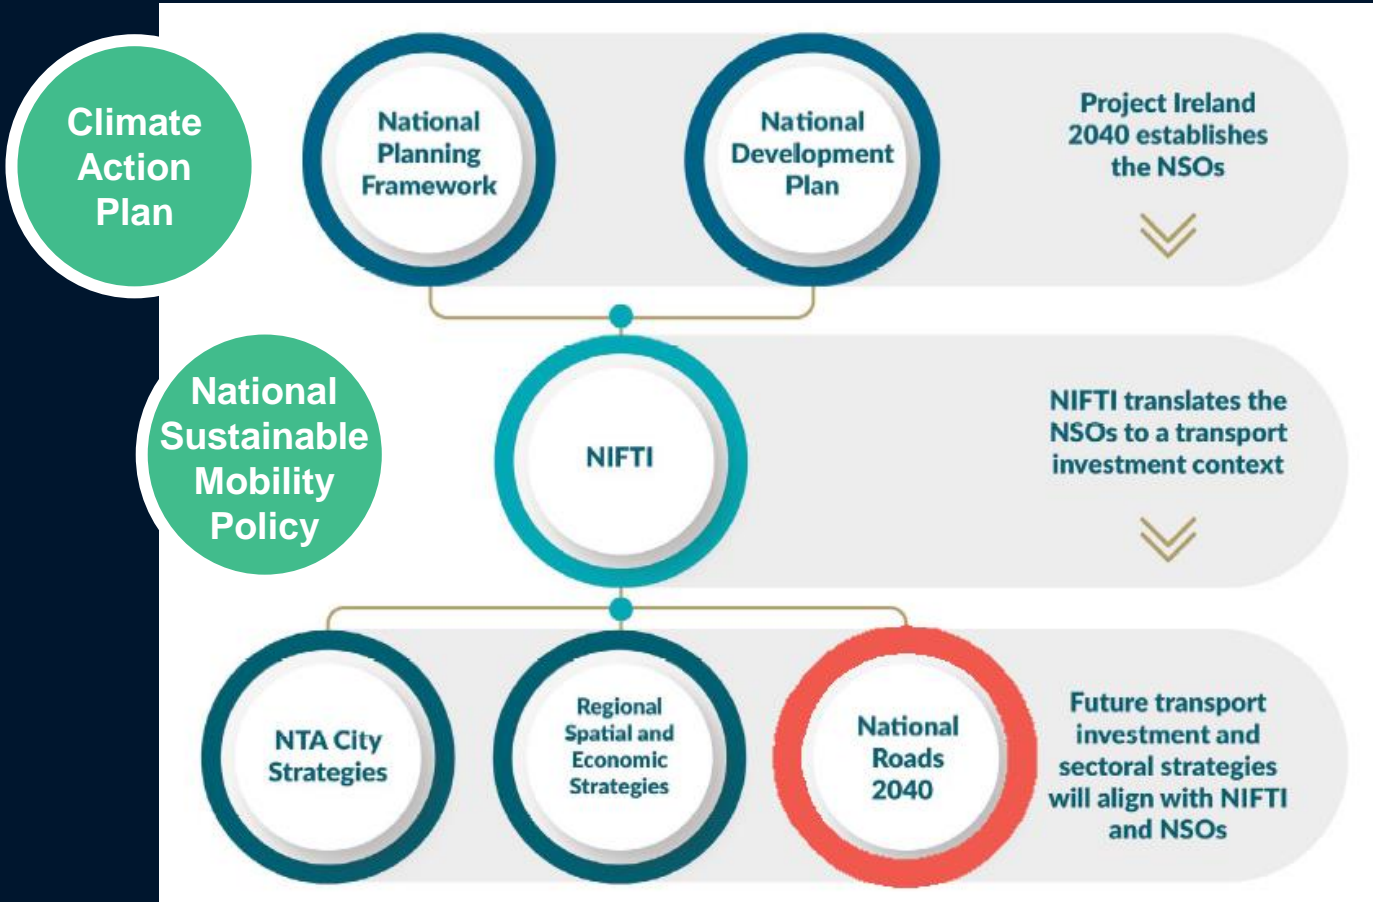 Climate
Action
Plan
National
Planning
Framework
National
Development
Plan
Project Ireland
2040 establishes
the NSOs
National
Sustainable
Mobility
Policy
NIFTI
NIFTI translates the
NSOs to a transport
investment context
NTA City
Strategies
Regional
Spatial and
Economic
Strategies
National
Roads
2040
Future transport
investment and
sectoral strategies
will align with NIFTI
and NSOs